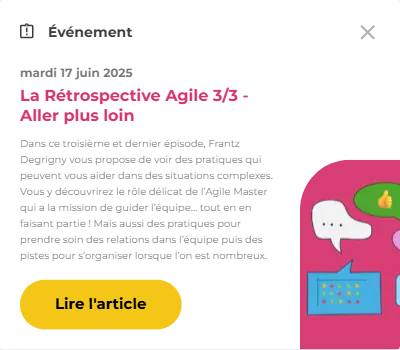 Événement
mardi 17 juin 2025
La Rétrospective Agile 3/3 -
Aller plus loin
Dans ce troisième et dernier épisode, Frantz
Degrigny vous propose de voir des pratiques qui
peuvent vous aider dans des situations complexes.
Vous y découvrirez le rôle délicat de l’Agile Master
qui a la mission de guider l’équipe… tout en en
faisant partie ! Mais aussi des pratiques pour
prendre soin des relations dans l’équipe puis des
pistes pour s’organiser lorsque l’on est nombreux.
Lire l'article